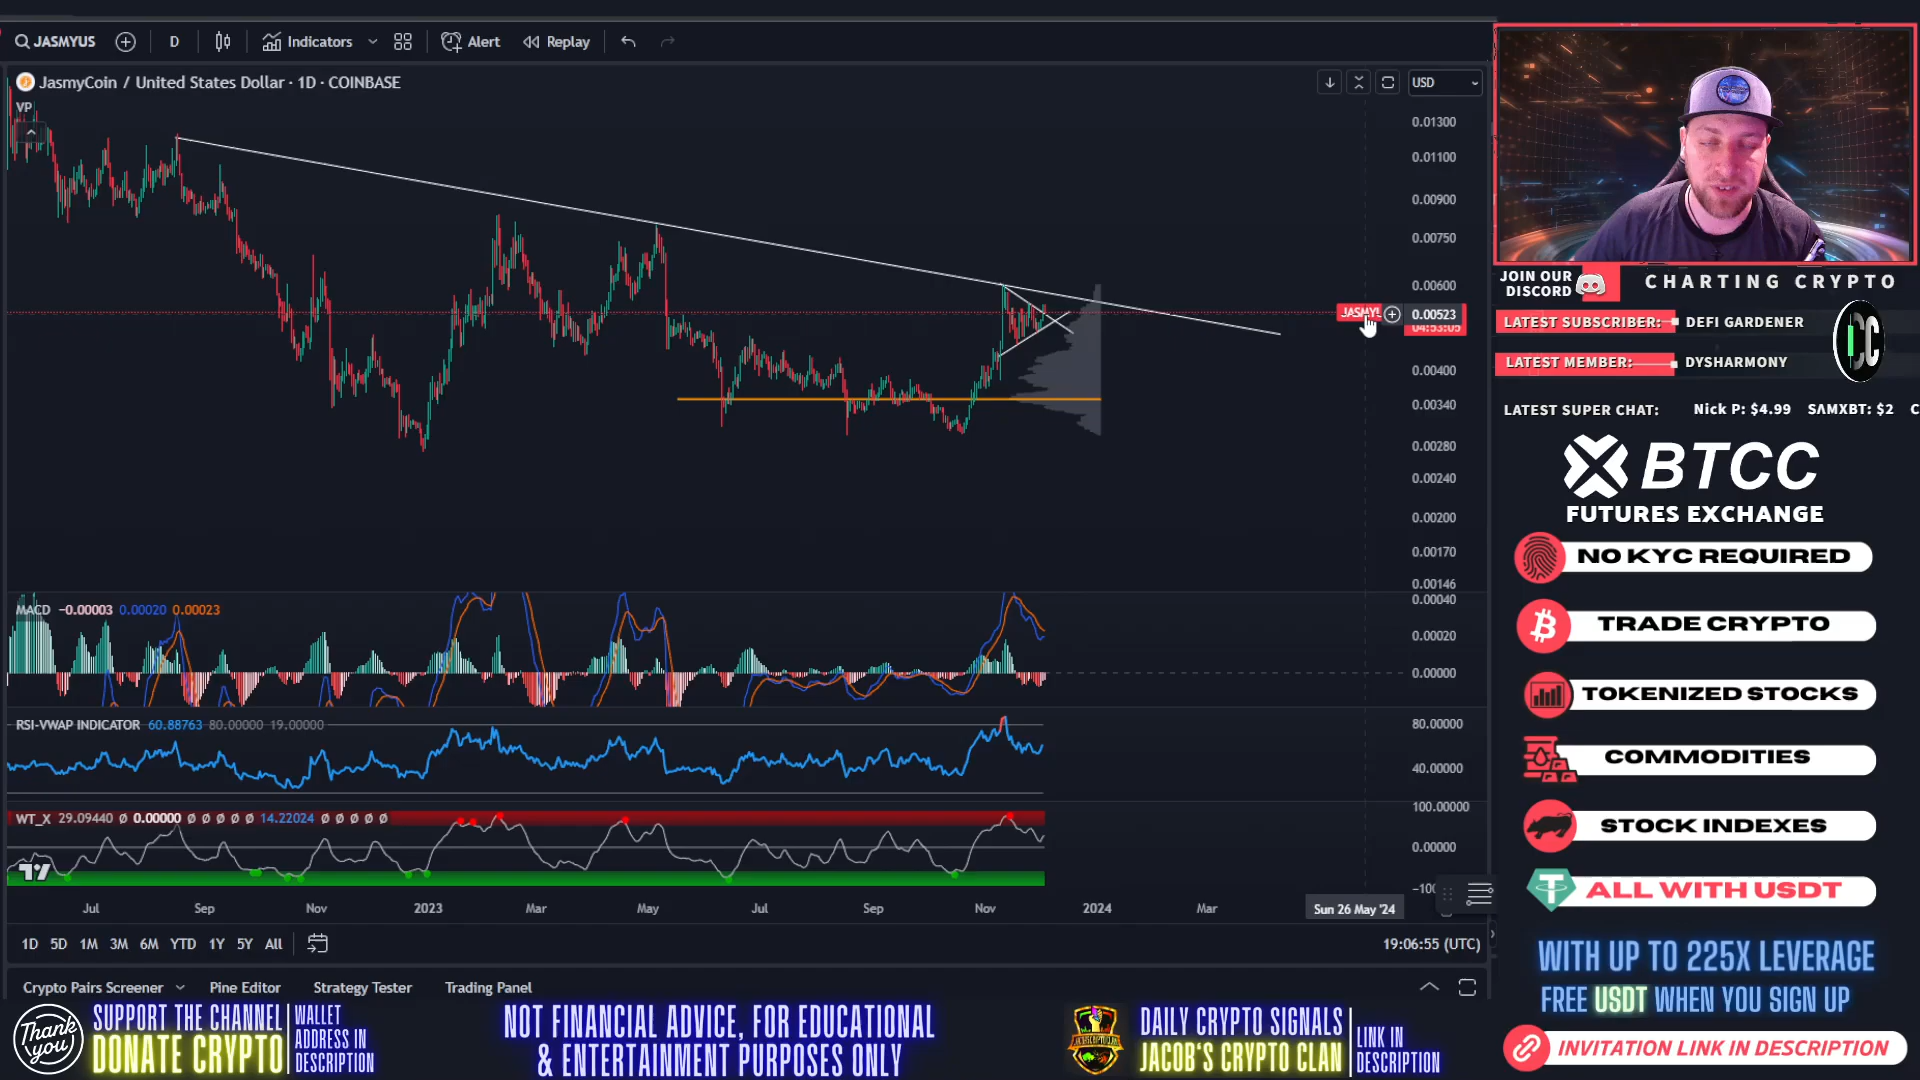 JASMYUS
D
Indicators
Alert
Replay
JasmyCoin / United States Dollar · 1D · COINBASE
USD
VP
0.01300
0.01100
0.00900
0.00750
0.00600
JASMYU
0.00523
04:53:05
0.00400
0.00340
0.00280
0.00240
0.00200
0.00170
0.00146
MACD −0.00003 0.00020 0.00023
0.00040
0.00020
0.00000
RSI-VWAP INDICATOR 60.88763 80.00000 19.00000
80.00000
40.00000
WT_X 29.09440 Ø 0.00000 Ø Ø Ø Ø Ø 14.22024 Ø Ø Ø Ø Ø
100.00000
0.00000
−100
Jul Sep Nov 2023 Mar May Jul Sep Nov 2024 Mar Sun 26 May '24
1D 5D 1M 3M 6M YTD 1Y 5Y All
19:06:55 (UTC)
Crypto Pairs Screener Pine Editor Strategy Tester Trading Panel
Thank you
SUPPORT THE CHANNEL
DONATE CRYPTO
WALLET
ADDRESS IN
DESCRIPTION
NOT FINANCIAL ADVICE, FOR EDUCATIONAL
& ENTERTAINMENT PURPOSES ONLY
DAILY CRYPTO SIGNALS
JACOB'S CRYPTO CLAN
LINK IN
DESCRIPTION
JOIN OUR
DISCORD
CHARTING CRYPTO
LATEST SUBSCRIBER: DEFI GARDENER
LATEST MEMBER: DYSHARMONY
LATEST SUPER CHAT: Nick P: $4.99 SAMXBT: $2 C
BTCC
FUTURES EXCHANGE
NO KYC REQUIRED
TRADE CRYPTO
TOKENIZED STOCKS
COMMODITIES
STOCK INDEXES
ALL WITH USDT
WITH UP TO 225X LEVERAGE
FREE USDT WHEN YOU SIGN UP
INVITATION LINK IN DESCRIPTION